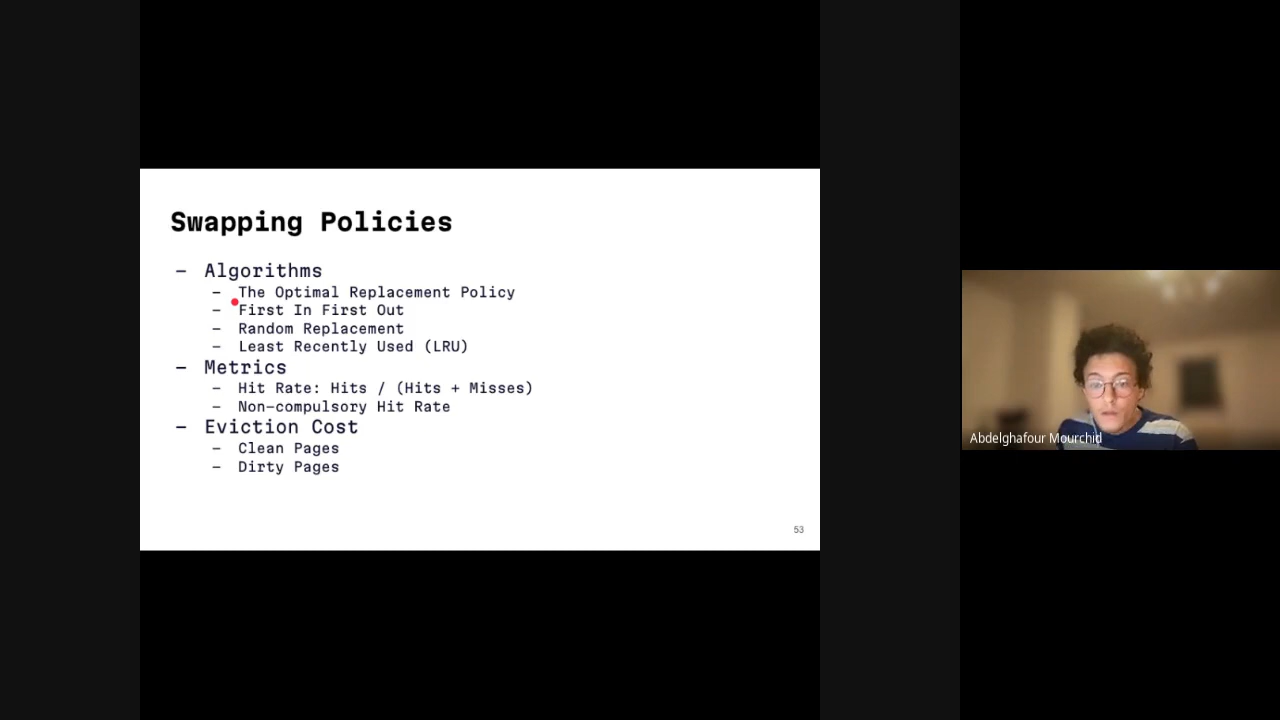 Swapping Policies
– Algorithms
– The Optimal Replacement Policy
– First In First Out
– Random Replacement
– Least Recently Used (LRU)
– Metrics
– Hit Rate: Hits / (Hits + Misses)
– Non-compulsory Hit Rate
– Eviction Cost
– Clean Pages
– Dirty Pages
53
Abdelghafour Mourchid